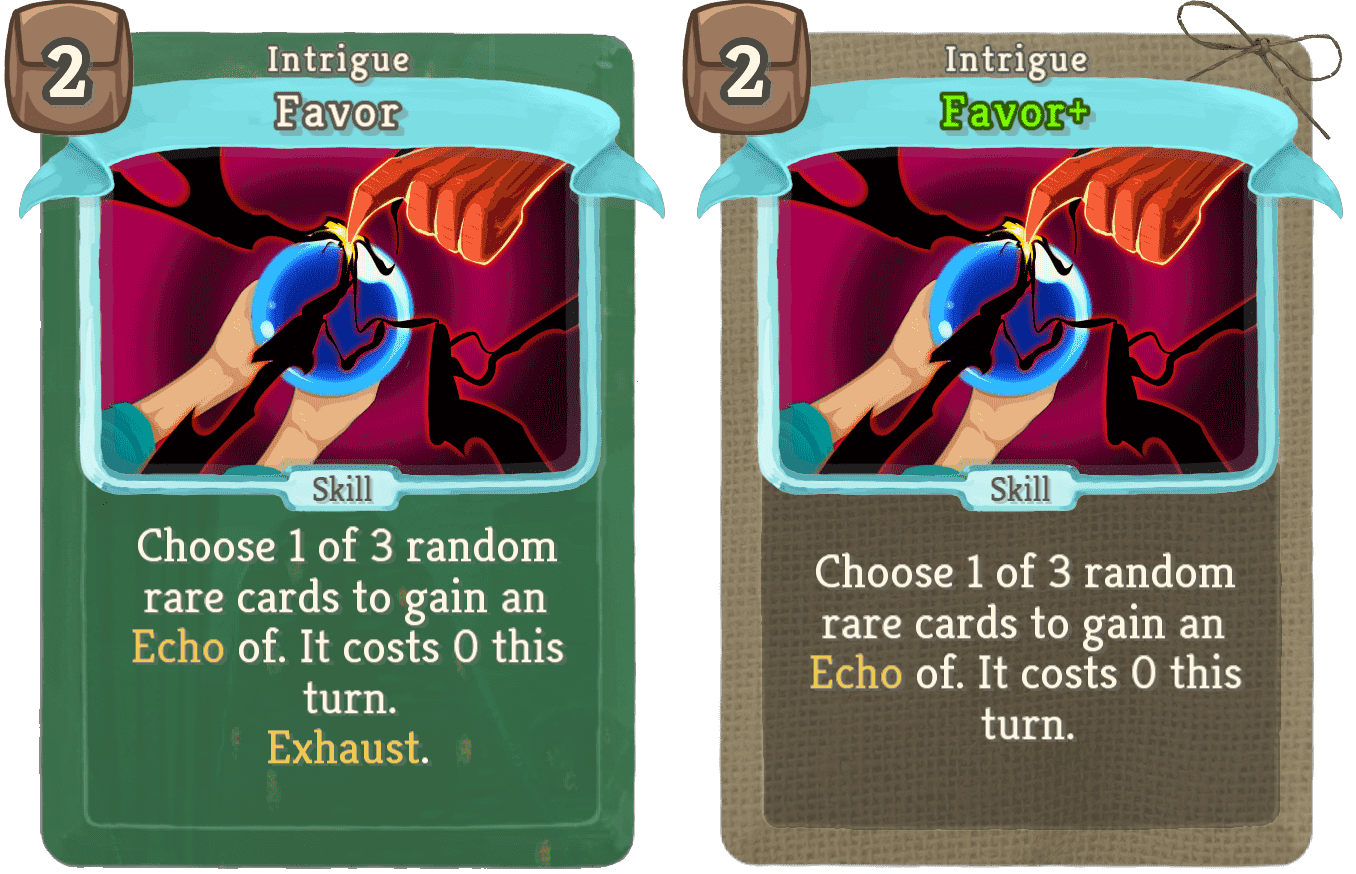 2
Intrigue
Favor
Skill
Choose 1 of 3 random
rare cards to gain an
Echo of. It costs 0 this
turn.
Exhaust.
2
Intrigue
Favor+
Skill
Choose 1 of 3 random
rare cards to gain an
Echo of. It costs 0 this
turn.